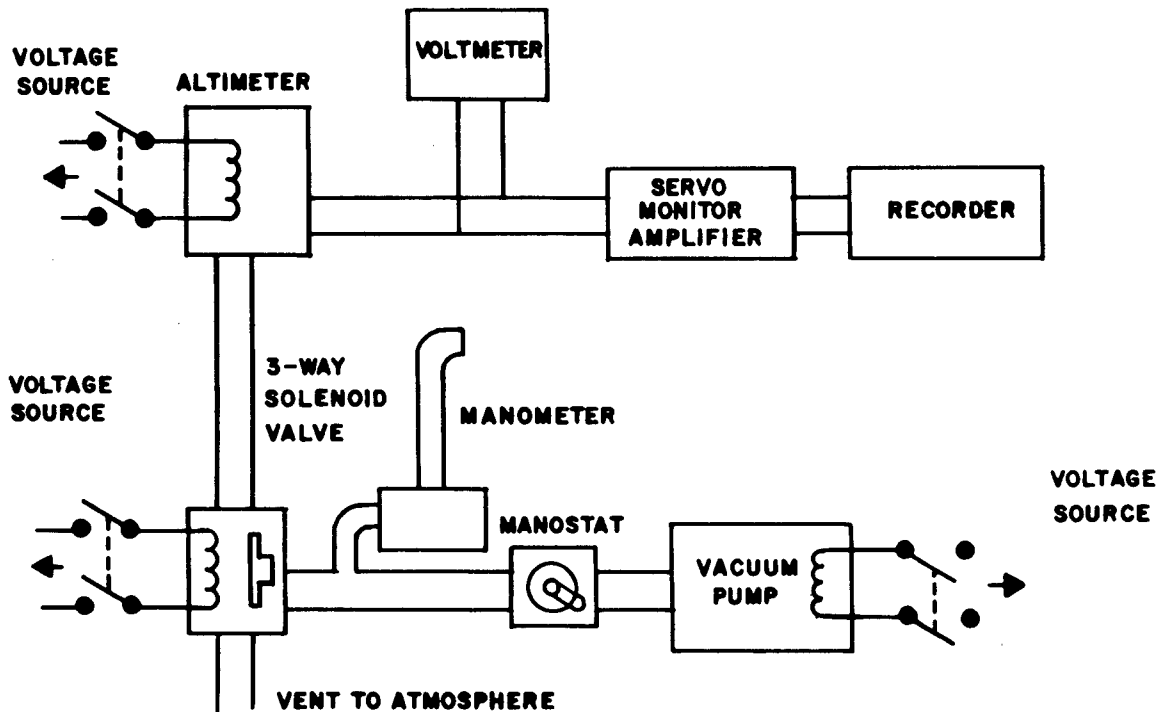 VOLTAGE
SOURCE
ALTIMETER
VOLTMETER
SERVO
MONITOR
AMPLIFIER
RECORDER
VOLTAGE
SOURCE
3-WAY
SOLENOID
VALVE
MANOMETER
MANOSTAT
VACUUM
PUMP
VOLTAGE
SOURCE
VENT TO ATMOSPHERE